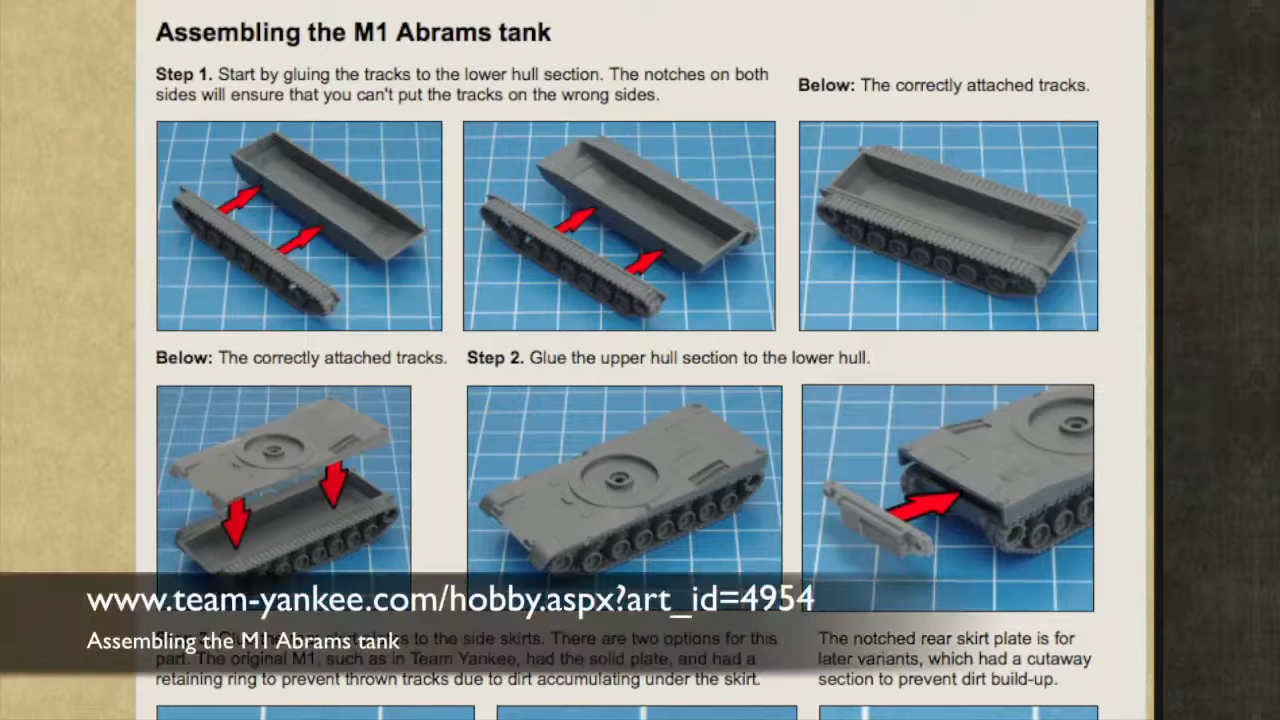 Assembling the M1 Abrams tank
Step 1. Start by gluing the tracks to the lower hull section. The notches on both
sides will ensure that you can't put the tracks on the wrong sides.
Below: The correctly attached tracks.
Below: The correctly attached tracks.
Step 2. Glue the upper hull section to the lower hull.
www.team-yankee.com/hobby.aspx?art_id=4954
Assembling the M1 Abrams tank
to the side skirts. There are two options for this
part. The original M1, such as in Team Yankee, had the solid plate, and had a
retaining ring to prevent thrown tracks due to dirt accumulating under the skirt.
The notched rear skirt plate is for
later variants, which had a cutaway
section to prevent dirt build-up.